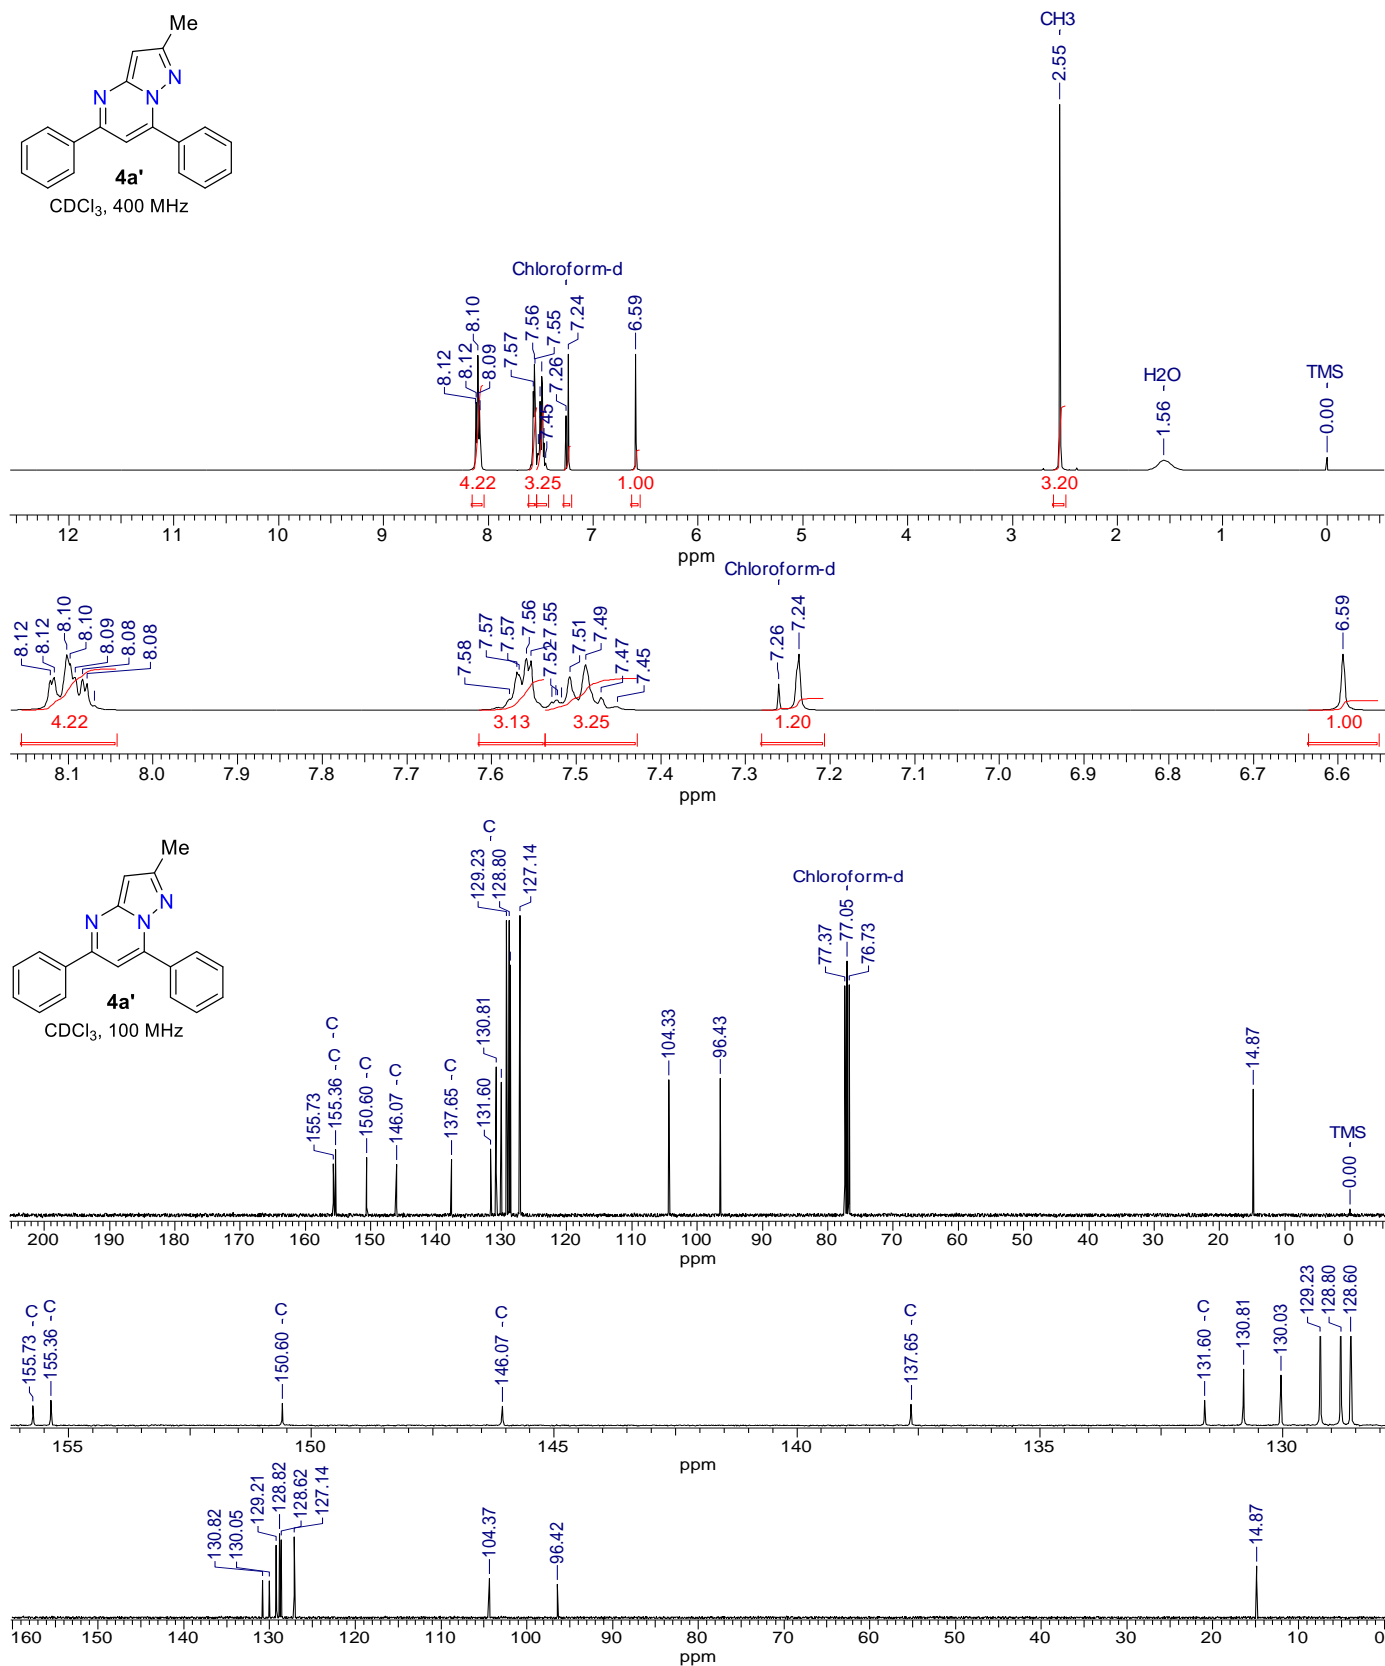 Me
N
N
N
4a'
CDCl3, 400 MHz
CH3
2.55
Chloroform-d
8.12
8.12
8.10
8.09
7.57
7.56
7.55
7.45
7.26
7.24
6.59
H2O
1.56
TMS
0.00
4.22
3.25
1.00
3.20
12 11 10 9 8 7 6 5 4 3 2 1 0
ppm
Chloroform-d
8.12
8.12
8.10
8.10
8.09
8.08
8.08
7.58
7.57
7.57
7.56
7.55
7.52
7.51
7.49
7.47
7.45
7.26
7.24
6.59
4.22
3.13
3.25
1.20
1.00
8.1 8.0 7.9 7.8 7.7 7.6 7.5 7.4 7.3 7.2 7.1 7.0 6.9 6.8 6.7 6.6
ppm
Me
N
N
N
4a'
CDCl3, 100 MHz
155.73 - C
155.36 - C
150.60 - C
146.07 - C
137.65 - C
131.60
130.81
129.23 - C
128.80
127.14
Chloroform-d
77.37
77.05
76.73
104.33
96.43
14.87
TMS
0.00
200 190 180 170 160 150 140 130 120 110 100 90 80 70 60 50 40 30 20 10 0
ppm
155.73 - C
155.36 - C
150.60 - C
146.07 - C
137.65 - C
131.60 - C
130.81
130.03
129.23
128.80
128.60
155 150 145 140 135 130
ppm
130.82
130.05
129.21
128.82
128.62
127.14
104.37
96.42
14.87
160 150 140 130 120 110 100 90 80 70 60 50 40 30 20 10 0
ppm